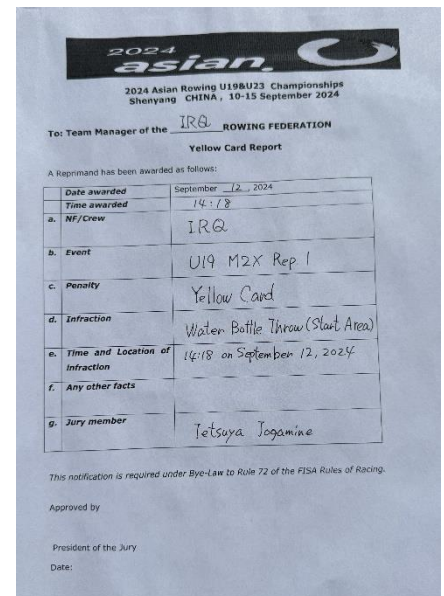 2024
asian.
2024 Asian Rowing U19&U23 Championships
Shenyang CHINA, 10-15 September 2024
To: Team Manager of the IRQ ROWING FEDERATION
Yellow Card Report
A Reprimand has been awarded as follows:
Date awarded September 12, 2024
Time awarded 14:18
a. NF/Crew IRQ
b. Event U19 M2X Rep 1
c. Penalty Yellow Card
d. Infraction Water Bottle Throw (Start Area)
e. Time and Location of 14:18 on September 12, 2024
Infraction
f. Any other facts
g. Jury member Tetsuya Togamine
This notification is required under Bye-Law to Rule 72 of the FISA Rules of Racing.
Approved by
President of the Jury
Date: